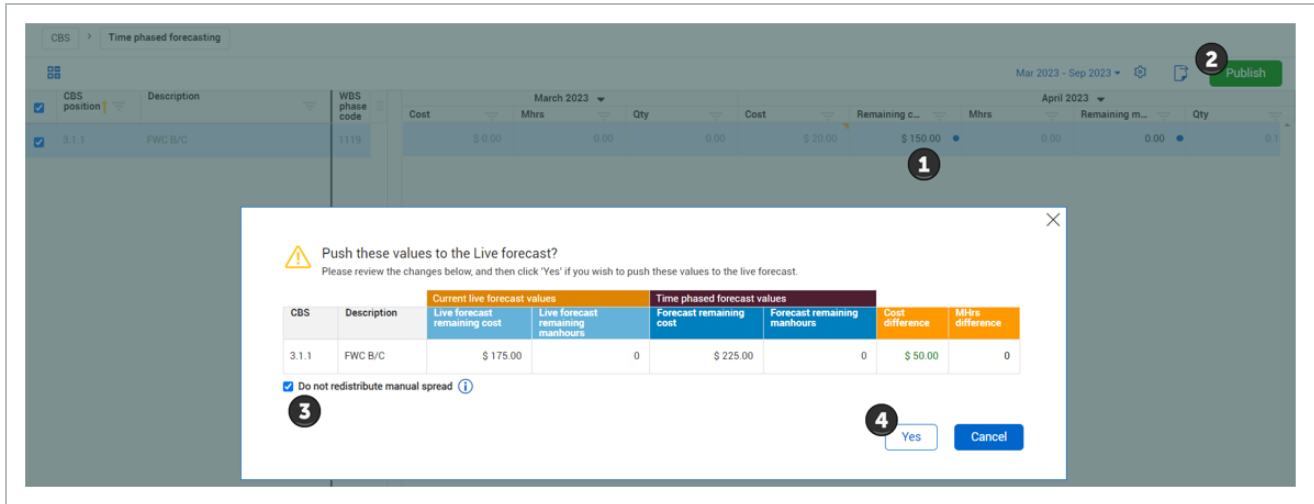 CBS > Time phased forecasting
Mar 2023 - Sep 2023
2
Publish
CBS position
Description
WBS phase code
March 2023
April 2023
Cost
Mhrs
Qty
Cost
Remaining c...
Mhrs
Remaining m...
Qty
3.1.1
FWC B/C
1119
$ 0.00
0.00
0.00
$ 20.00
$ 150.00
0.00
0.00
0.1
1
Push these values to the Live forecast?
Please review the changes below, and then click 'Yes' if you wish to push these values to the live forecast.
Current live forecast values
Time phased forecast values
CBS
Description
Live forecast remaining cost
Live forecast remaining manhours
Forecast remaining cost
Forecast remaining manhours
Cost difference
MHrs difference
3.1.1
FWC B/C
$ 175.00
0
$ 225.00
0
$ 50.00
0
Do not redistribute manual spread
3
4
Yes
Cancel